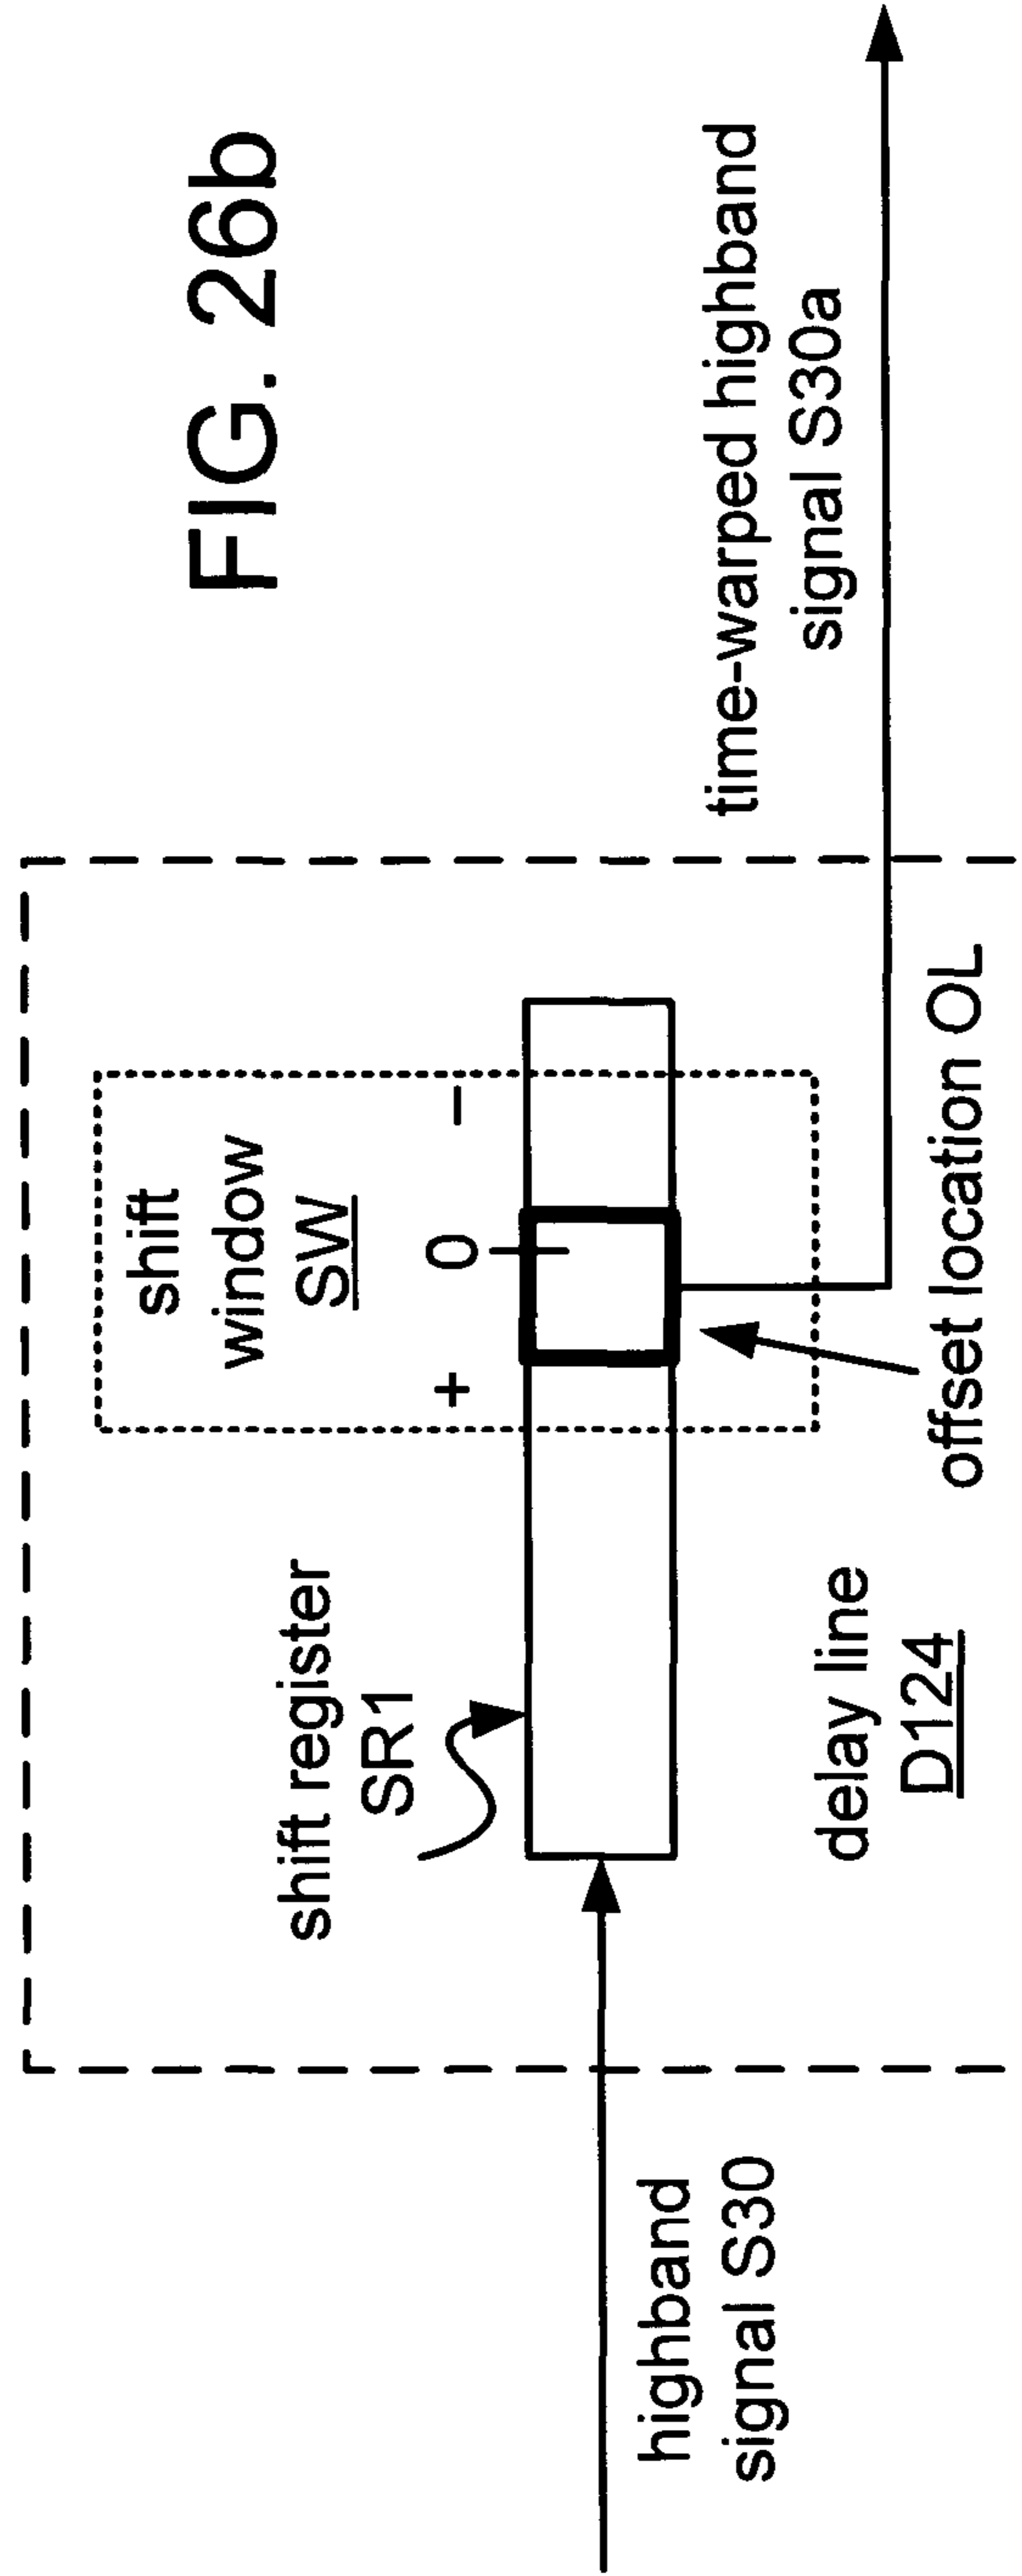 FIG. 26b
shift
window
SW
+ 0 −
shift register
SR1
highband
signal S30
delay line
D124
offset location OL
time-warped highband
signal S30a